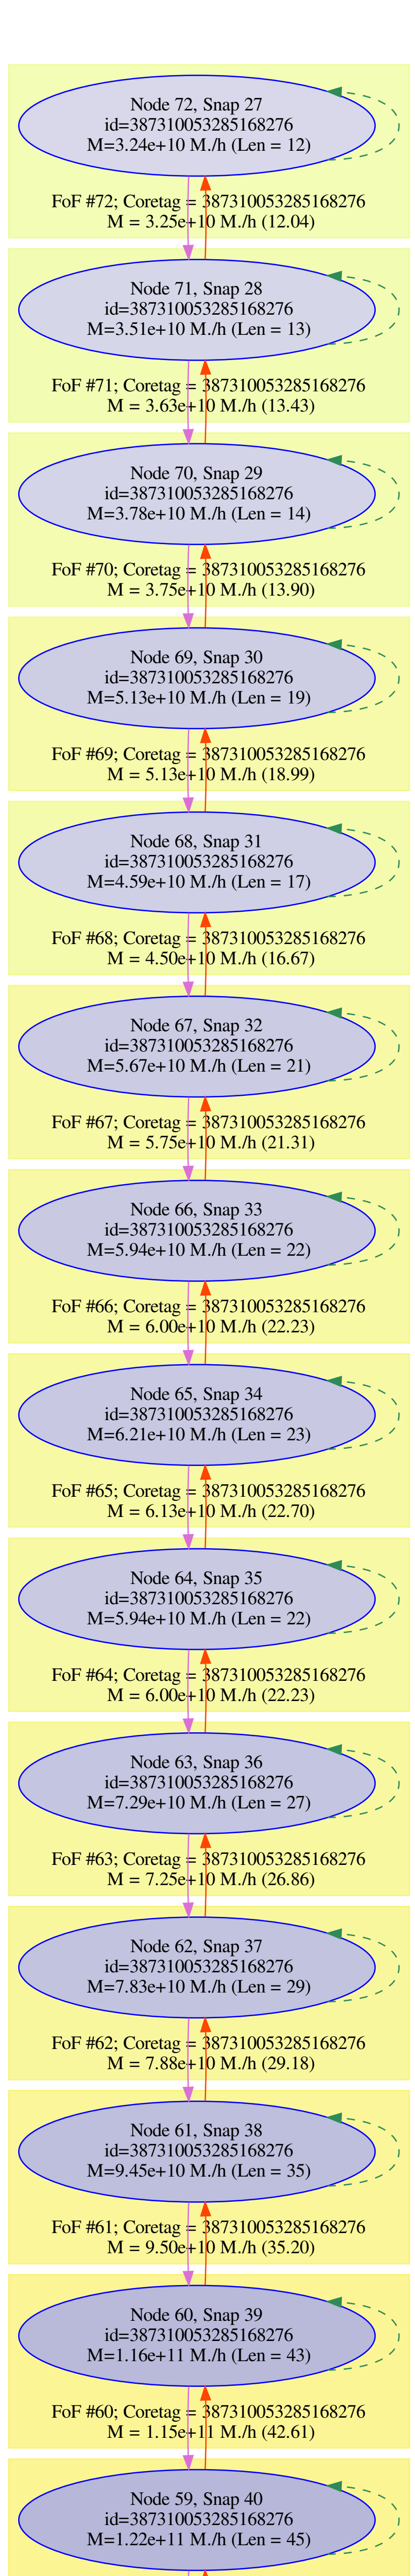 Node 72, Snap 27
id=387310053285168276
M=3.24e+10 M./h (Len = 12)
FoF #72; Coretag = 387310053285168276
M = 3.25e+10 M./h (12.04)
Node 71, Snap 28
id=387310053285168276
M=3.51e+10 M./h (Len = 13)
FoF #71; Coretag = 387310053285168276
M = 3.63e+10 M./h (13.43)
Node 70, Snap 29
id=387310053285168276
M=3.78e+10 M./h (Len = 14)
FoF #70; Coretag = 387310053285168276
M = 3.75e+10 M./h (13.90)
Node 69, Snap 30
id=387310053285168276
M=5.13e+10 M./h (Len = 19)
FoF #69; Coretag = 387310053285168276
M = 5.13e+10 M./h (18.99)
Node 68, Snap 31
id=387310053285168276
M=4.59e+10 M./h (Len = 17)
FoF #68; Coretag = 387310053285168276
M = 4.50e+10 M./h (16.67)
Node 67, Snap 32
id=387310053285168276
M=5.67e+10 M./h (Len = 21)
FoF #67; Coretag = 387310053285168276
M = 5.75e+10 M./h (21.31)
Node 66, Snap 33
id=387310053285168276
M=5.94e+10 M./h (Len = 22)
FoF #66; Coretag = 387310053285168276
M = 6.00e+10 M./h (22.23)
Node 65, Snap 34
id=387310053285168276
M=6.21e+10 M./h (Len = 23)
FoF #65; Coretag = 387310053285168276
M = 6.13e+10 M./h (22.70)
Node 64, Snap 35
id=387310053285168276
M=5.94e+10 M./h (Len = 22)
FoF #64; Coretag = 387310053285168276
M = 6.00e+10 M./h (22.23)
Node 63, Snap 36
id=387310053285168276
M=7.29e+10 M./h (Len = 27)
FoF #63; Coretag = 387310053285168276
M = 7.25e+10 M./h (26.86)
Node 62, Snap 37
id=387310053285168276
M=7.83e+10 M./h (Len = 29)
FoF #62; Coretag = 387310053285168276
M = 7.88e+10 M./h (29.18)
Node 61, Snap 38
id=387310053285168276
M=9.45e+10 M./h (Len = 35)
FoF #61; Coretag = 387310053285168276
M = 9.50e+10 M./h (35.20)
Node 60, Snap 39
id=387310053285168276
M=1.16e+11 M./h (Len = 43)
FoF #60; Coretag = 387310053285168276
M = 1.15e+11 M./h (42.61)
Node 59, Snap 40
id=387310053285168276
M=1.22e+11 M./h (Len = 45)